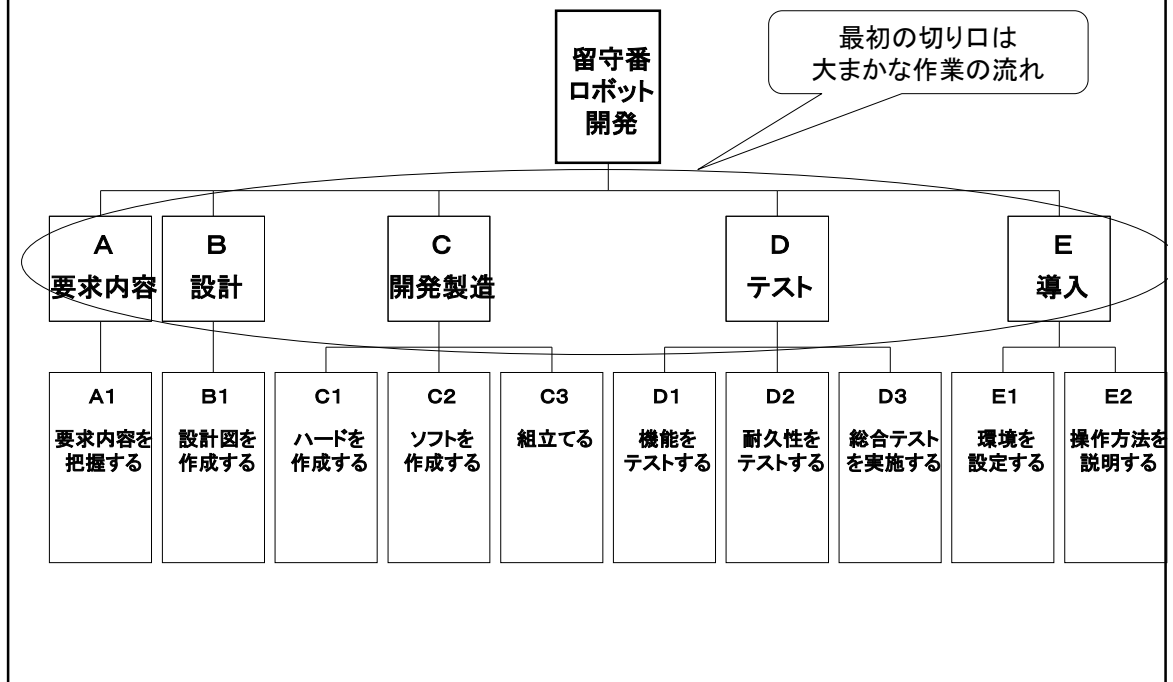 留守番
ロボット
開発
最初の切り口は
大まかな作業の流れ
A
要求内容
B
設計
C
開発製造
D
テスト
E
導入
A1
要求内容を
把握する
B1
設計図を
作成する
C1
ハードを
作成する
C2
ソフトを
作成する
C3
組立てる
D1
機能を
テストする
D2
耐久性を
テストする
D3
総合テスト
を実施する
E1
環境を
設定する
E2
操作方法を
説明する